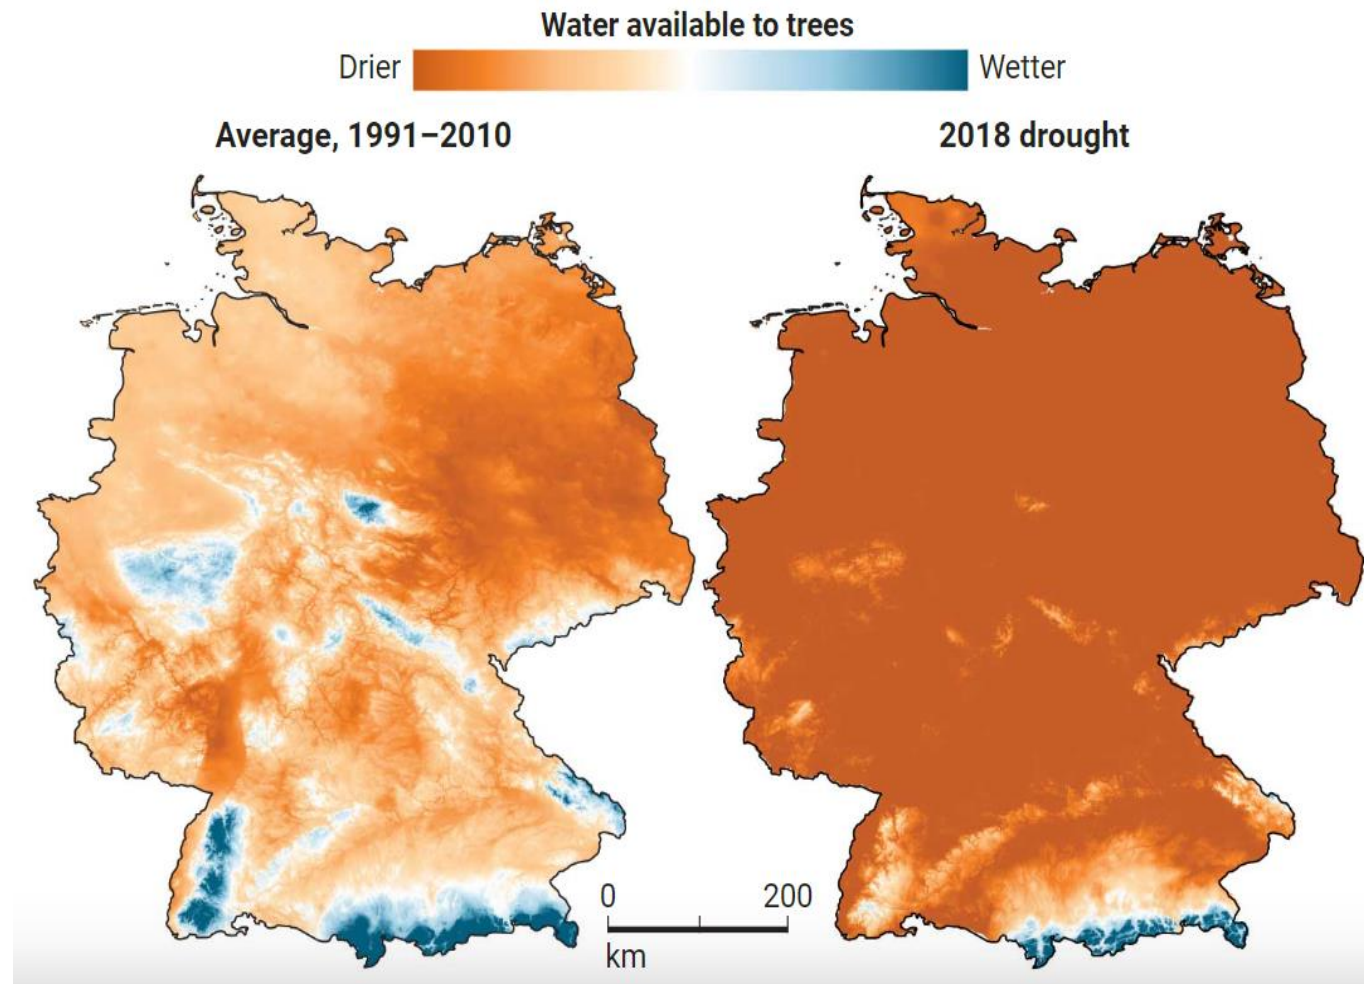 Water available to trees
Drier Wetter
Average, 1991–2010 2018 drought
0 200
km